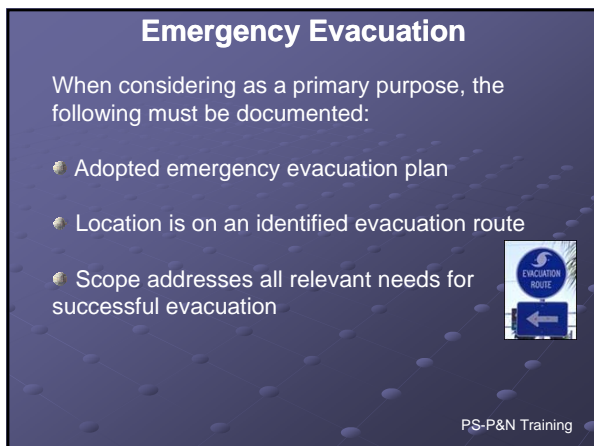 Emergency Evacuation
When considering as a primary purpose, the
following must be documented:
Adopted emergency evacuation plan
Location is on an identified evacuation route
Scope addresses all relevant needs for
successful evacuation
EVACUATION
ROUTE
PS-P&N Training